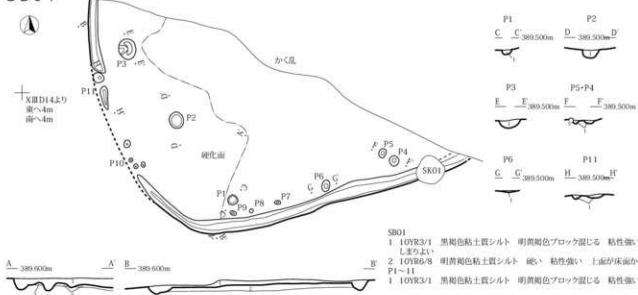 P1
P2
C C' 389.500m
D 389.500m D'
かく乱
P3
P11
XⅢD14より
東へ4m
南へ4m
P2
P3
P5・P4
E E' 389.500m
F F' 389.500m
硬化面
P5
P4
P10
P6
P6
P11
SK01
G G' 389.500m
H 389.500m H'
P1
P9
P8
P7
SB01
1 10YR3/1 黒褐色粘土質シルト 明黄褐色ブロック混じる 粘性強い
しまりよい
A 389.600m A'
B 389.600m B'
2 10YR6/8 明黄褐色粘土質シルト 硬い 粘性強い 上面が床面か
P1～11
1 10YR3/1 黒褐色粘土質シルト 明黄褐色ブロック混じる 粘性強い